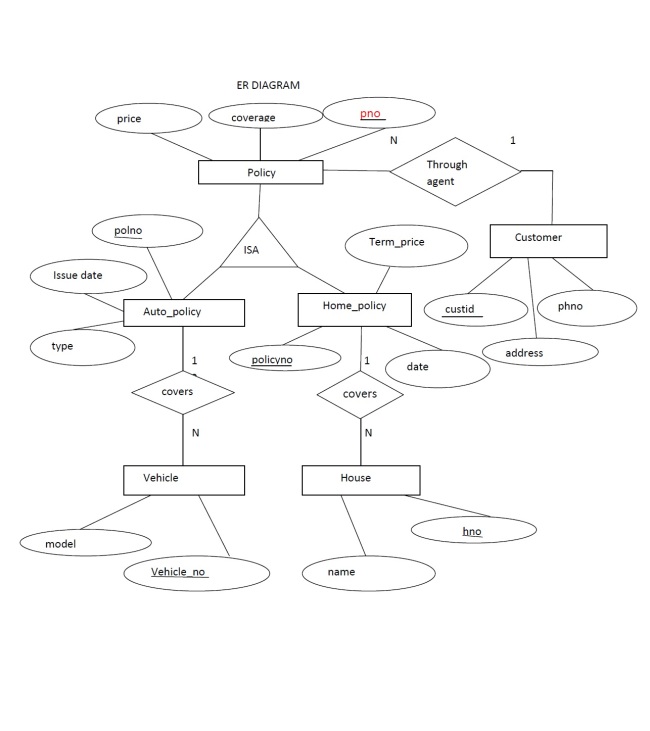 ER DIAGRAM
price
coverage
pno
N
1
Policy
Through
agent
polno
ISA
Term_price
Customer
Issue date
Auto_policy
Home_policy
custid
phno
type
policyno
1
1
date
address
covers
covers
N
N
Vehicle
House
model
hno
Vehicle_no
name